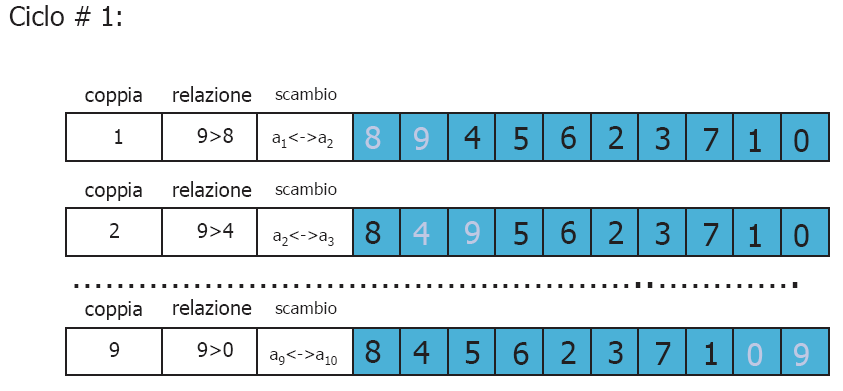 Ciclo # 1:
coppia relazione scambio
1 9>8 a1<->a2 8 9 4 5 6 2 3 7 1 0
coppia relazione scambio
2 9>4 a2<->a3 8 4 9 5 6 2 3 7 1 0
coppia relazione scambio
9 9>0 a9<->a10 8 4 5 6 2 3 7 1 0 9